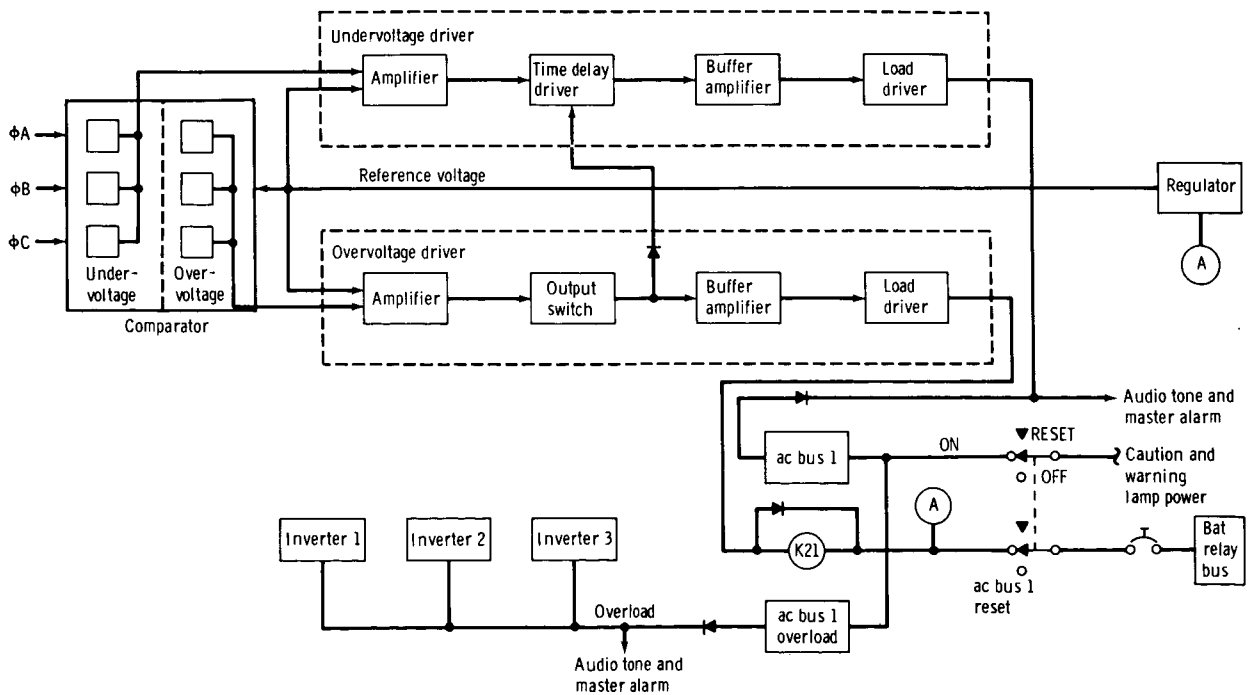 Undervoltage driver
Amplifier
Time delay
driver
Buffer
amplifier
Load
driver
ϕA
ϕB
ϕC
Under-
voltage
Over-
voltage
Comparator
Reference voltage
Regulator
A
Overvoltage driver
Amplifier
Output
switch
Buffer
amplifier
Load
driver
Audio tone and
master alarm
ac bus 1
ON
RESET
OFF
Caution and
warning
lamp power
A
K21
ac bus 1
reset
Bat
relay
bus
Inverter 1
Inverter 2
Inverter 3
Overload
ac bus 1
overload
Audio tone and
master alarm